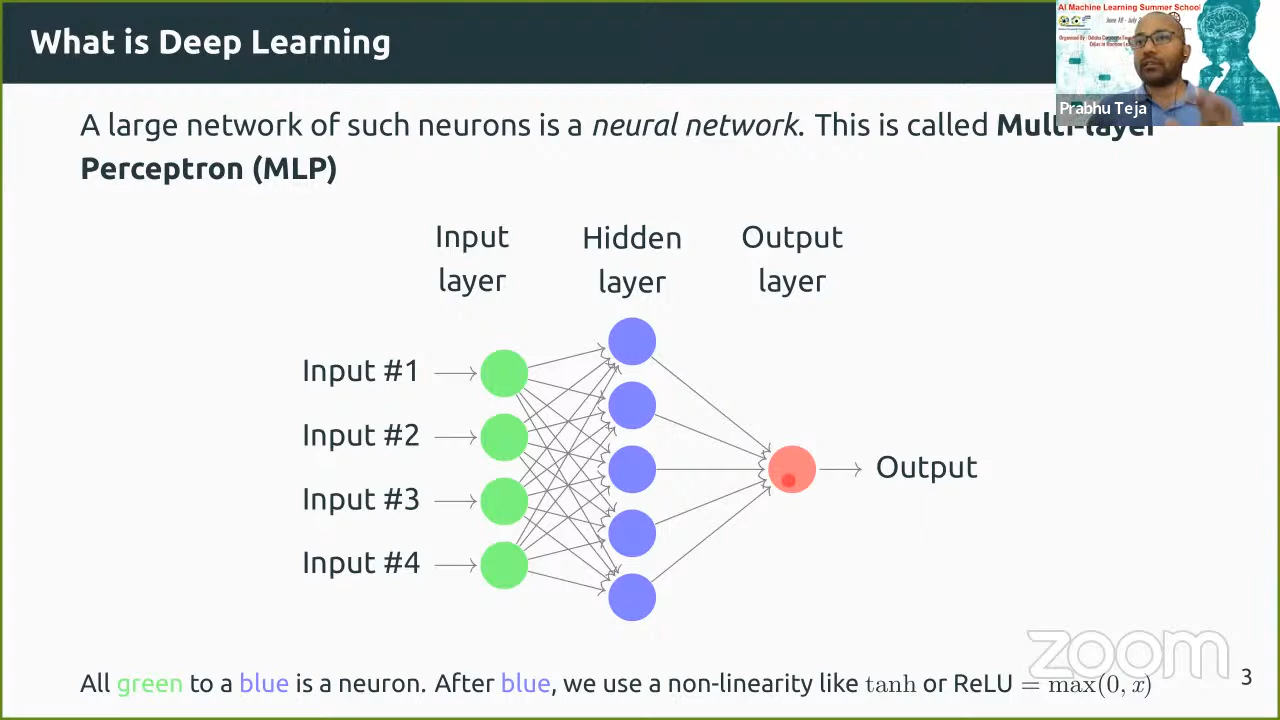 What is Deep Learning
AI Machine Learning Summer School
June 18 - July
Prabhu Teja
A large network of such neurons is a neural network. This is called Multi-layer
Perceptron (MLP)
Input Hidden Output
layer layer layer
Input #1
Input #2
Input #3
Input #4
Output
zoom
All green to a blue is a neuron. After blue, we use a non-linearity like tanh or ReLU = max(0, x)
3